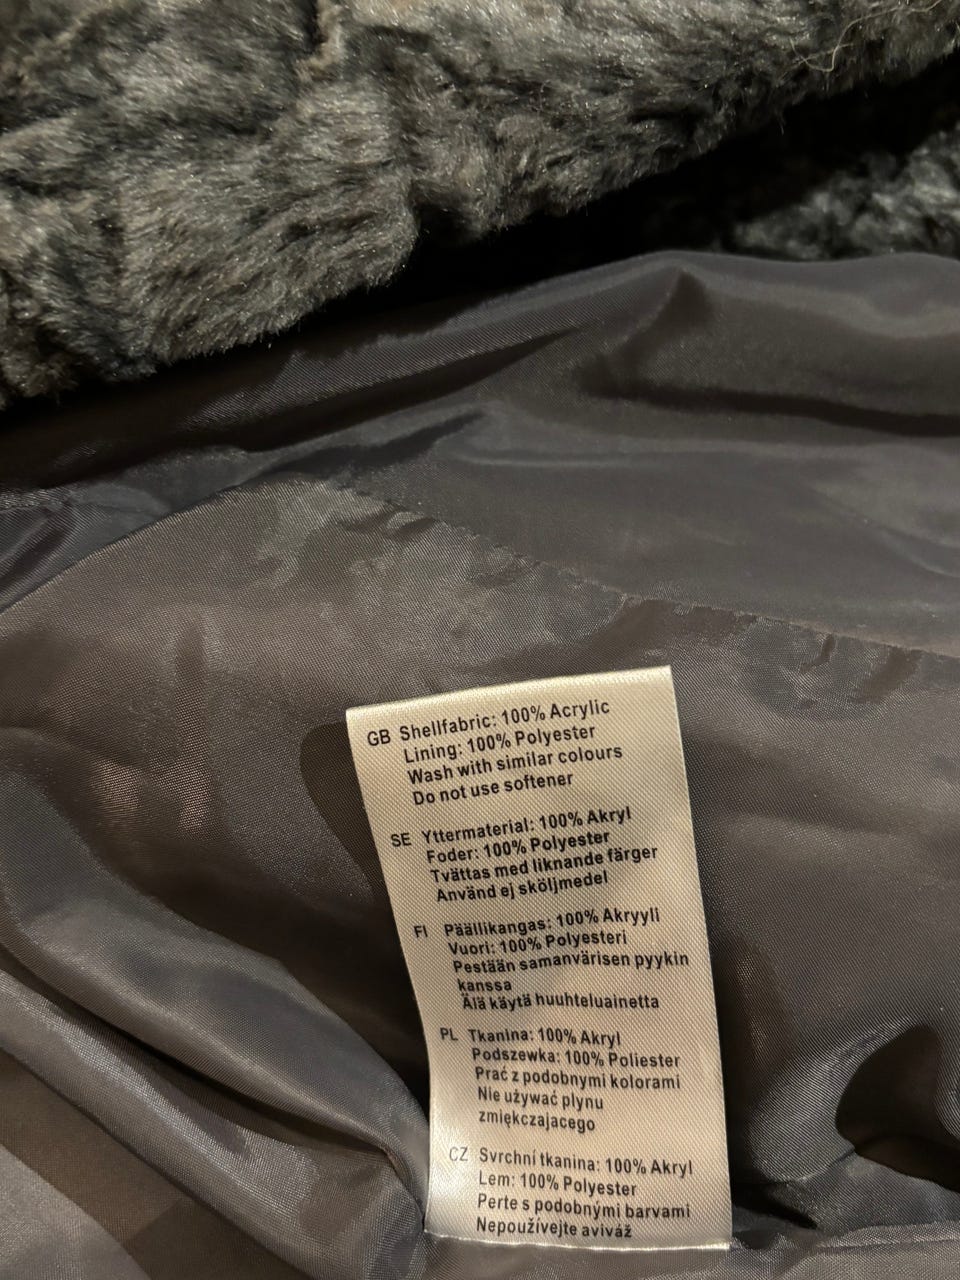 GB Shellfabric: 100% Acrylic
Lining: 100% Polyester
Wash with similar colours
Do not use softener
SE Yttermaterial: 100% Akryl
Foder: 100% Polyester
Tvättas med liknande färger
Använd ej sköljmedel
FI Päällikangas: 100% Akryyli
Vuori: 100% Polyesteri
Pestään samanvärisen pyykin
kanssa
Älä käytä huuhteluainetta
PL Tkanina: 100% Akryl
Podszewka: 100% Poliester
Prać z podobnymi kolorami
Nie używać plynu
zmiękczajacego
CZ Svrchní tkanina: 100% Akryl
Lem: 100% Polyester
Perte s podobnými barvami
Nepoužívejte aviváž